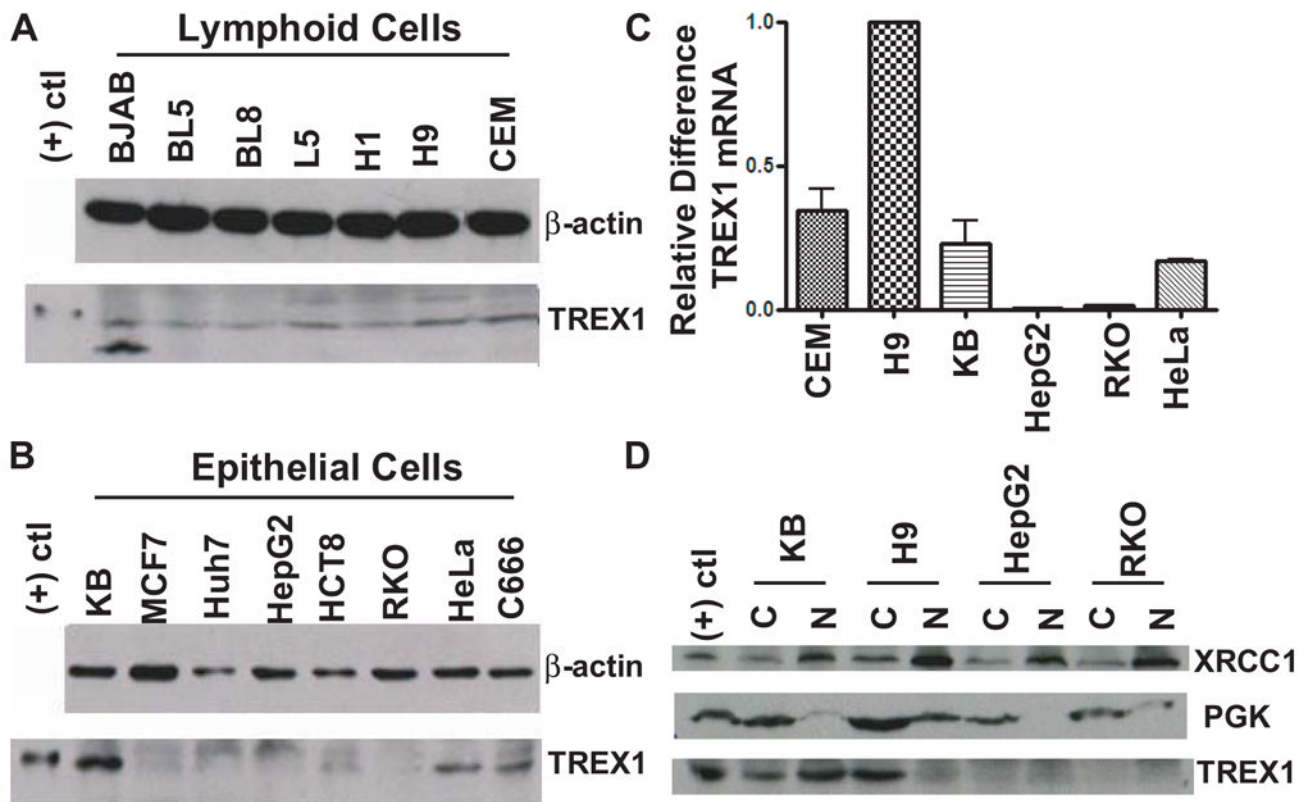 A
Lymphoid Cells
(+) ctl
BJAB
BL5
BL8
L5
H1
H9
CEM
β-actin
TREX1
B
Epithelial Cells
(+) ctl
KB
MCF7
Huh7
HepG2
HCT8
RKO
HeLa
C666
β-actin
TREX1
C
Relative Difference
TREX1 mRNA
1.0
0.5
0.0
CEM
H9
KB
HepG2
RKO
HeLa
D
KB
H9
HepG2
RKO
(+) ctl
C
N
C
N
C
N
C
N
XRCC1
PGK
TREX1